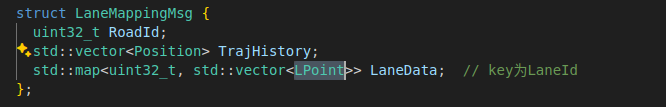 struct LaneMappingMsg {
uint32_t RoadId;
std::vector<Position> TrajHistory;
std::map<uint32_t, std::vector<LPoint>> LaneData;  // key为LaneId
};